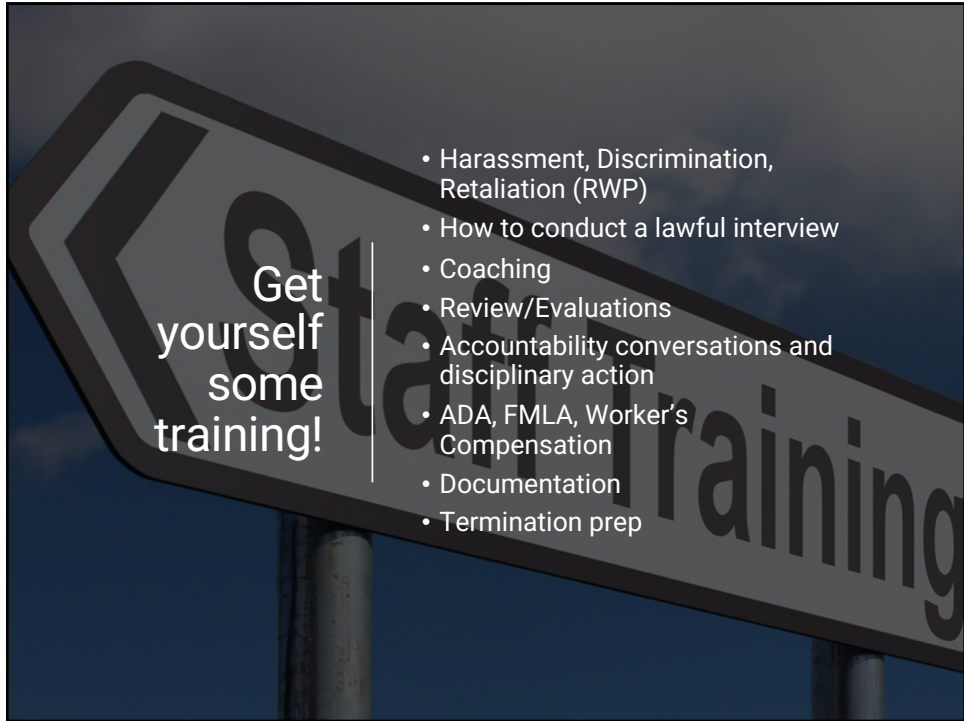 Get
yourself
some
training!
• Harassment, Discrimination,
Retaliation (RWP)
• How to conduct a lawful interview
• Coaching
• Review/Evaluations
• Accountability conversations and
disciplinary action
• ADA, FMLA, Worker’s
Compensation
• Documentation
• Termination prep
Staff Training